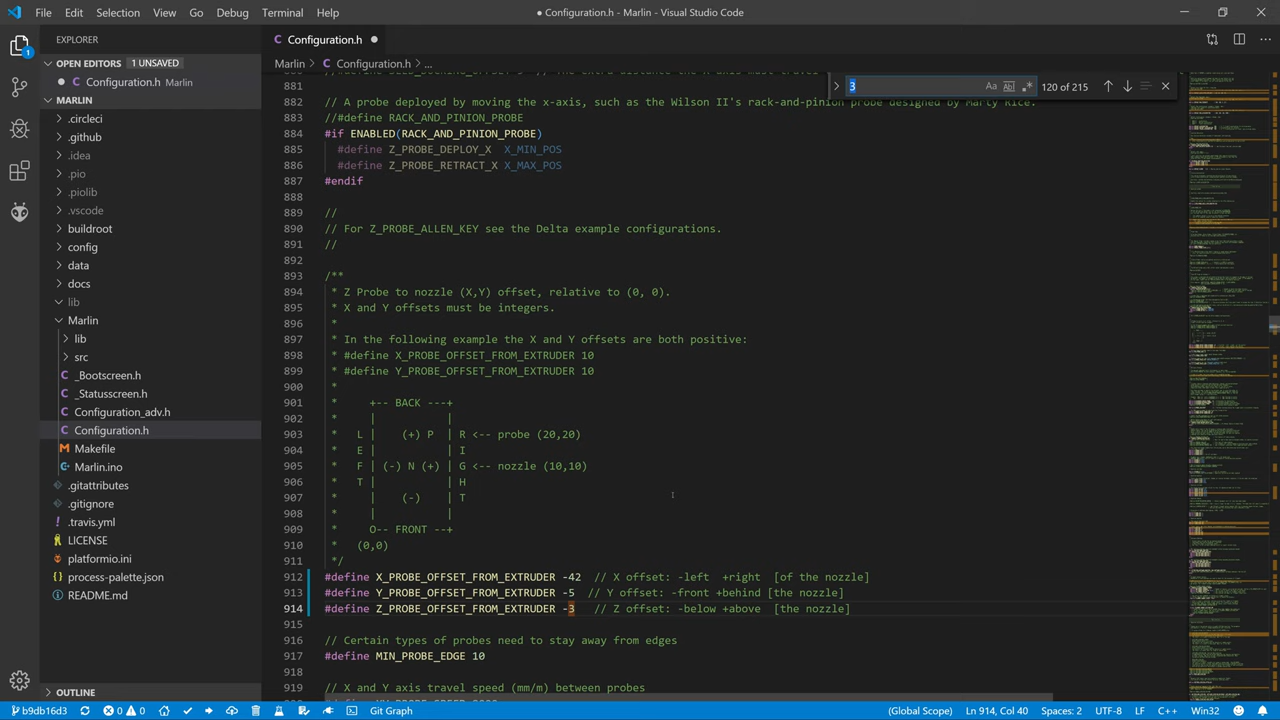 File Edit Selection View Go Debug Terminal Help
● Configuration.h - Marlin - Visual Studio Code
EXPLORER
OPEN EDITORS 1 UNSAVED
Configuration.h Marlin
MARLIN
.github
.idea
.piolib
.vscode
buildroot
config
data
docs
lib
Marlin
lib
src
_Bootscreen.h
Configuration_adv.h
Configuration.h
Makefile
Marlin.ino
.gitattributes
.gitignore
.travis.yml
LICENSE
platformio.ini
process-palette.json
README.md
OUTLINE
1
Configuration.h
Marlin > Configuration.h > ...
3
Aa
120 of 215
881
882 // A probe deployed by moving the x-axis, such as the Wilson II's rack-and-pinion probe designed by Marty Rice.
//#define RACK_AND_PINION_PROBE
884 #if ENABLED(RACK_AND_PINION_PROBE)
885 #define Z_PROBE_DEPLOY_X X_MIN_POS
886 #define Z_PROBE_RETRACT_X X_MAX_POS
887 #endif
888
889 //
890 // For Z_PROBE_ALLEN_KEY see the Delta example configurations.
891 //
892
893 /**
894 * Z Probe to nozzle (X,Y) offset, relative to (0, 0).
895 * X and Y offsets must be integers.
896 *
897 * In the following example the X and Y offsets are both positive:
898 * #define X_PROBE_OFFSET_FROM_EXTRUDER 10
899 * #define Y_PROBE_OFFSET_FROM_EXTRUDER 10
900 *
901 * +-- BACK ---+
902 * | |
903 * L | (+) P | R <-- probe (20,20)
904 * E | | I
905 * F | (-) N (+) | G <-- nozzle (10,10)
906 * T | | H
907 * | (-) | T
908 * | |
909 * O-- FRONT --+
910 * (0,0)
911 */
912 #define X_PROBE_OFFSET_FROM_EXTRUDER -42 // X offset: -left +right [of the nozzle]
913 // Y offset: -front +behind [the nozzle]
914 #define Z_PROBE_OFFSET_FROM_EXTRUDER -3 // Z offset: -below +above [the nozzle]
915
916 // Certain types of probes need to stay away from edges
917 #define MIN_PROBE_EDGE 10
918
919 // X and Y axis travel speed (mm/m) between probes
b9db16d3
Git Graph
(Global Scope) Ln 914, Col 40 Spaces: 2 UTF-8 LF C++ Win32